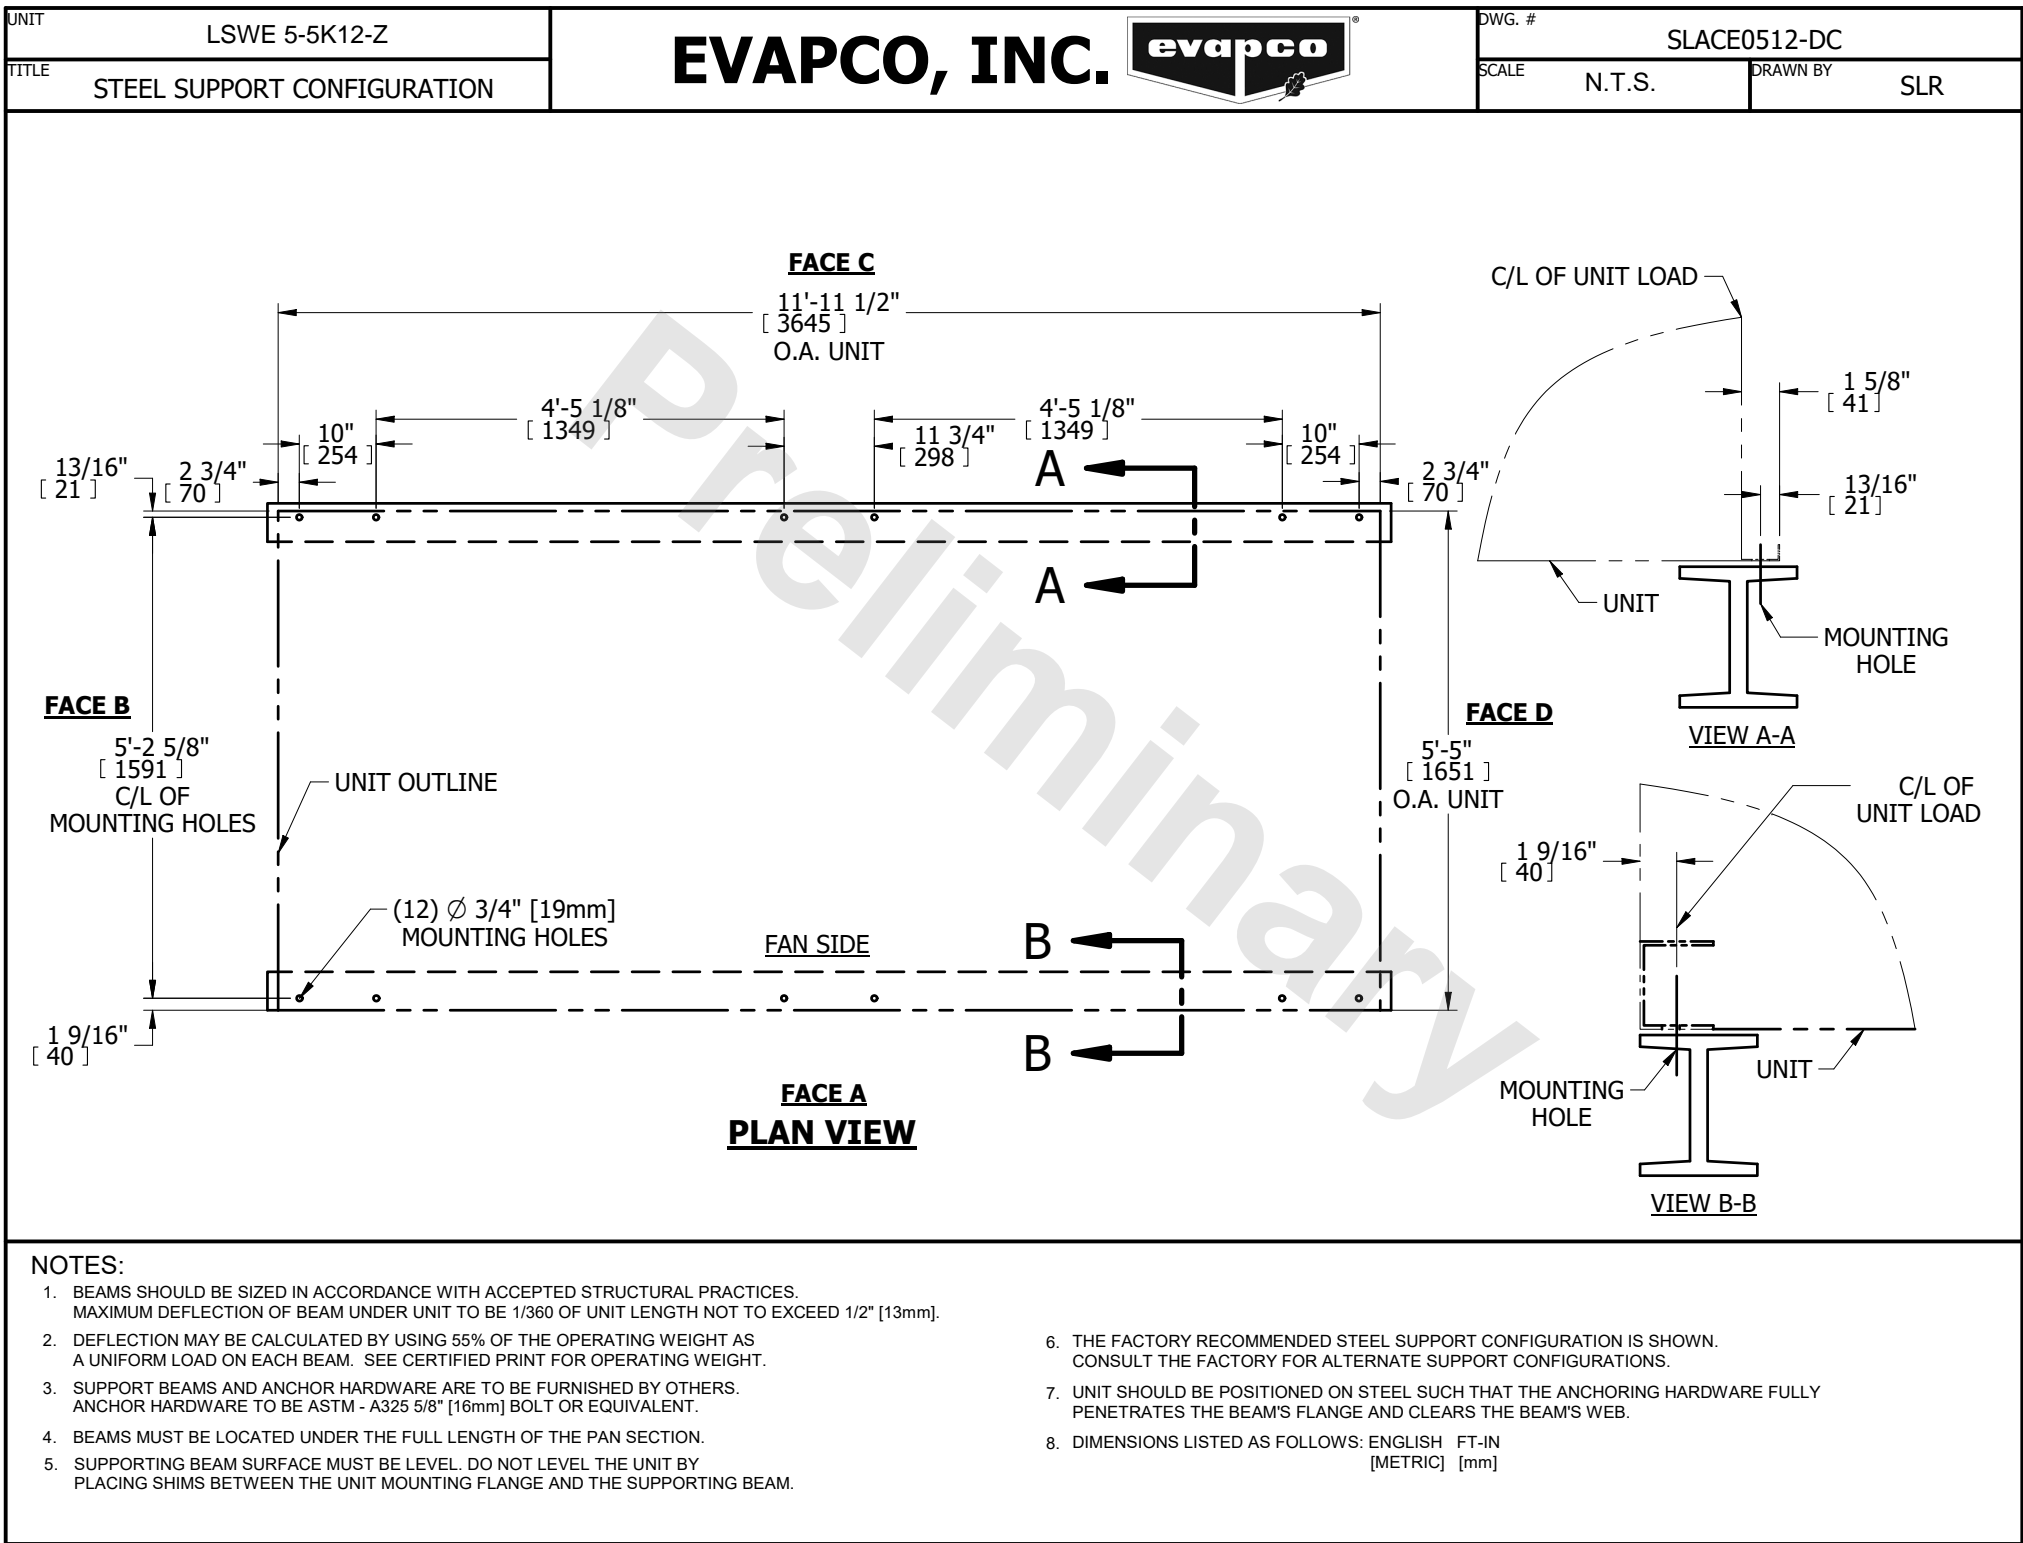 UNIT
LSWE 5-5K12-Z
TITLE
STEEL SUPPORT CONFIGURATION
EVAPCO, INC.
evapco
®
DWG. #
SLACE0512-DC
SCALE
N.T.S.
DRAWN BY
SLR
FACE C
11'-11 1/2"
[ 3645 ]
O.A. UNIT
4'-5 1/8"
[ 1349 ]
4'-5 1/8"
[ 1349 ]
10"
[ 254 ]
11 3/4"
[ 298 ]
10"
[ 254 ]
13/16"
[ 21 ]
2 3/4"
[ 70 ]
2 3/4"
[ 70 ]
A
A
FACE B
5'-2 5/8"
[ 1591 ]
C/L OF
MOUNTING HOLES
UNIT OUTLINE
FACE D
5'-5"
[ 1651 ]
O.A. UNIT
(12) ∅ 3/4" [19mm]
MOUNTING HOLES
FAN SIDE
B
B
1 9/16"
[ 40 ]
FACE A
PLAN VIEW
Preliminary
C/L OF UNIT LOAD
1 5/8"
[ 41 ]
13/16"
[ 21 ]
UNIT
MOUNTING
HOLE
VIEW A-A
C/L OF
UNIT LOAD
1 9/16"
[ 40 ]
UNIT
MOUNTING
HOLE
VIEW B-B
NOTES:
1. BEAMS SHOULD BE SIZED IN ACCORDANCE WITH ACCEPTED STRUCTURAL PRACTICES.
MAXIMUM DEFLECTION OF BEAM UNDER UNIT TO BE 1/360 OF UNIT LENGTH NOT TO EXCEED 1/2" [13mm].
2. DEFLECTION MAY BE CALCULATED BY USING 55% OF THE OPERATING WEIGHT AS
A UNIFORM LOAD ON EACH BEAM. SEE CERTIFIED PRINT FOR OPERATING WEIGHT.
3. SUPPORT BEAMS AND ANCHOR HARDWARE ARE TO BE FURNISHED BY OTHERS.
ANCHOR HARDWARE TO BE ASTM - A325 5/8" [16mm] BOLT OR EQUIVALENT.
4. BEAMS MUST BE LOCATED UNDER THE FULL LENGTH OF THE PAN SECTION.
5. SUPPORTING BEAM SURFACE MUST BE LEVEL. DO NOT LEVEL THE UNIT BY
PLACING SHIMS BETWEEN THE UNIT MOUNTING FLANGE AND THE SUPPORTING BEAM.
6. THE FACTORY RECOMMENDED STEEL SUPPORT CONFIGURATION IS SHOWN.
CONSULT THE FACTORY FOR ALTERNATE SUPPORT CONFIGURATIONS.
7. UNIT SHOULD BE POSITIONED ON STEEL SUCH THAT THE ANCHORING HARDWARE FULLY
PENETRATES THE BEAM'S FLANGE AND CLEARS THE BEAM'S WEB.
8. DIMENSIONS LISTED AS FOLLOWS: ENGLISH FT-IN
[METRIC] [mm]